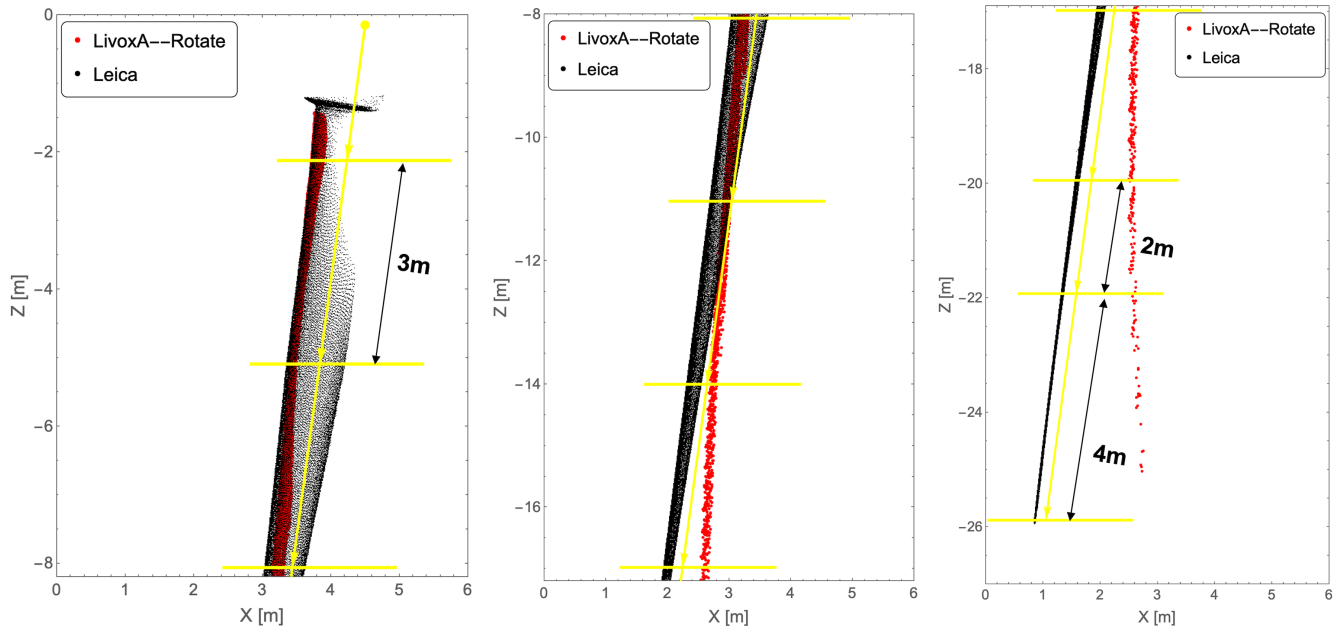 LivoxA--Rotate
Leica
3m
0
−2
−4
−6
−8
Z [m]
0 1 2 3 4 5 6
X [m]
LivoxA--Rotate
Leica
−8
−10
−12
−14
−16
Z [m]
0 1 2 3 4 5 6
X [m]
LivoxA--Rotate
Leica
2m
4m
−18
−20
−22
−24
−26
Z [m]
0 1 2 3 4 5 6
X [m]